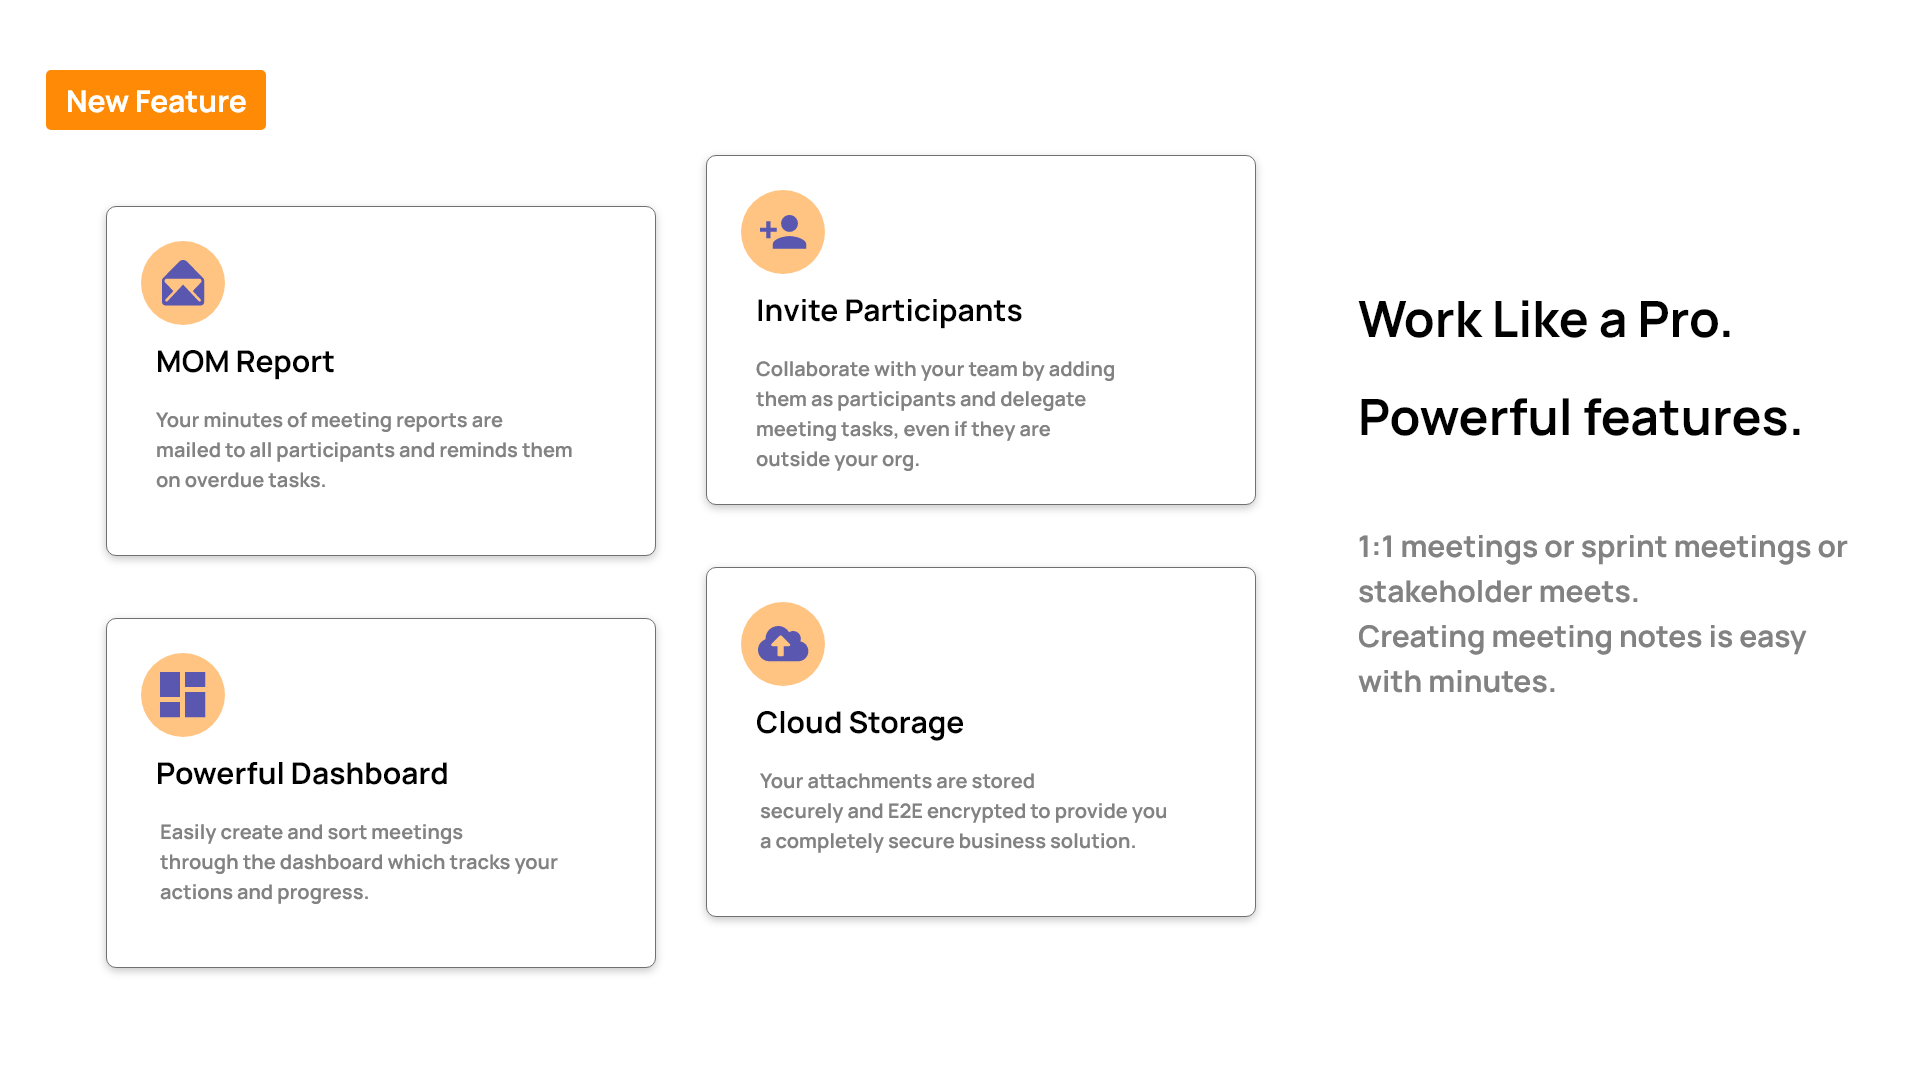 New Feature
MOM Report
Your minutes of meeting reports are
mailed to all participants and reminds them
on overdue tasks.
Invite Participants
Collaborate with your team by adding
them as participants and delegate
meeting tasks, even if they are
outside your org.
Powerful Dashboard
Easily create and sort meetings
through the dashboard which tracks your
actions and progress.
Cloud Storage
Your attachments are stored
securely and E2E encrypted to provide you
a completely secure business solution.
Work Like a Pro.
Powerful features.
1:1 meetings or sprint meetings or
stakeholder meets.
Creating meeting notes is easy
with minutes.